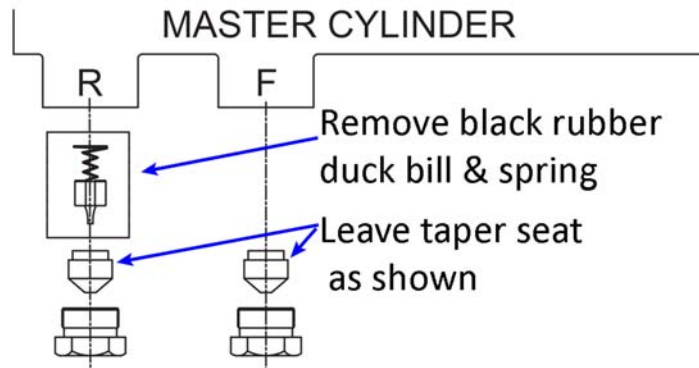 MASTER CYLINDER
R F
Remove black rubber
duck bill & spring
Leave taper seat
as shown